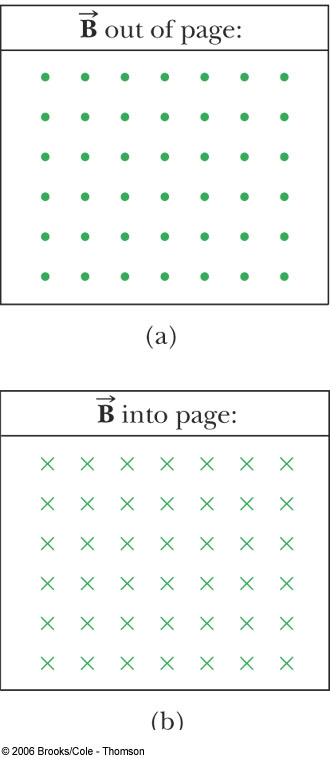 B out of page:
(a)
B into page:
(b)
© 2006 Brooks/Cole - Thomson